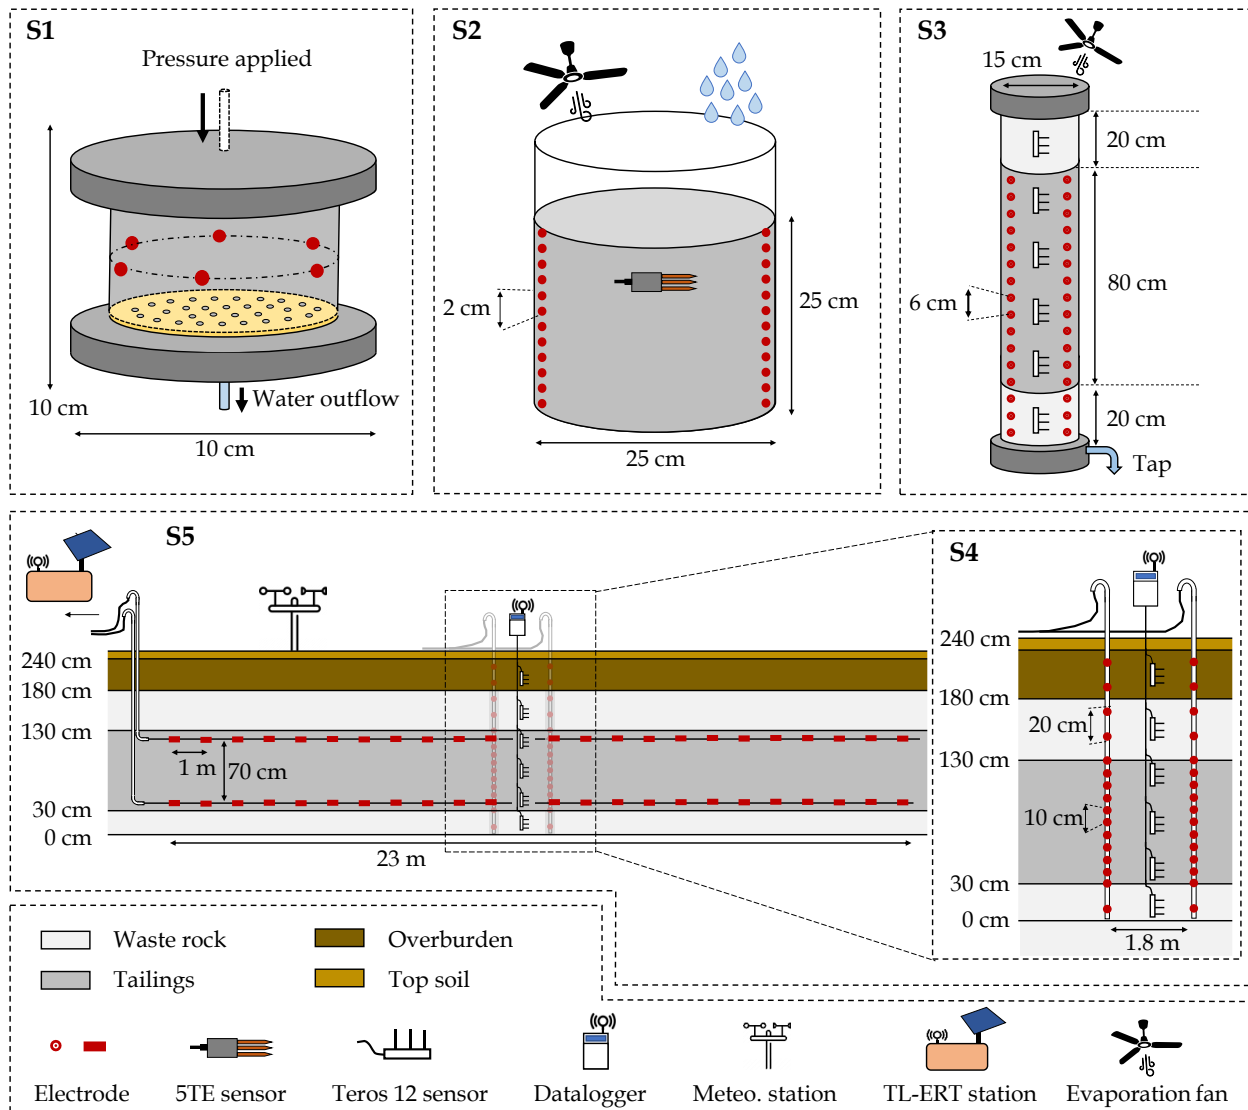 S1
Pressure applied
10 cm
Water outflow
10 cm
S2
2 cm
25 cm
25 cm
S3
15 cm
20 cm
80 cm
6 cm
20 cm
Tap
S5
240 cm
180 cm
130 cm
1 m
70 cm
30 cm
0 cm
23 m
S4
240 cm
180 cm
20 cm
130 cm
10 cm
30 cm
0 cm
1.8 m
Waste rock
Overburden
Tailings
Top soil
Electrode
5TE sensor
Teros 12 sensor
Datalogger
Meteo. station
TL-ERT station
Evaporation fan